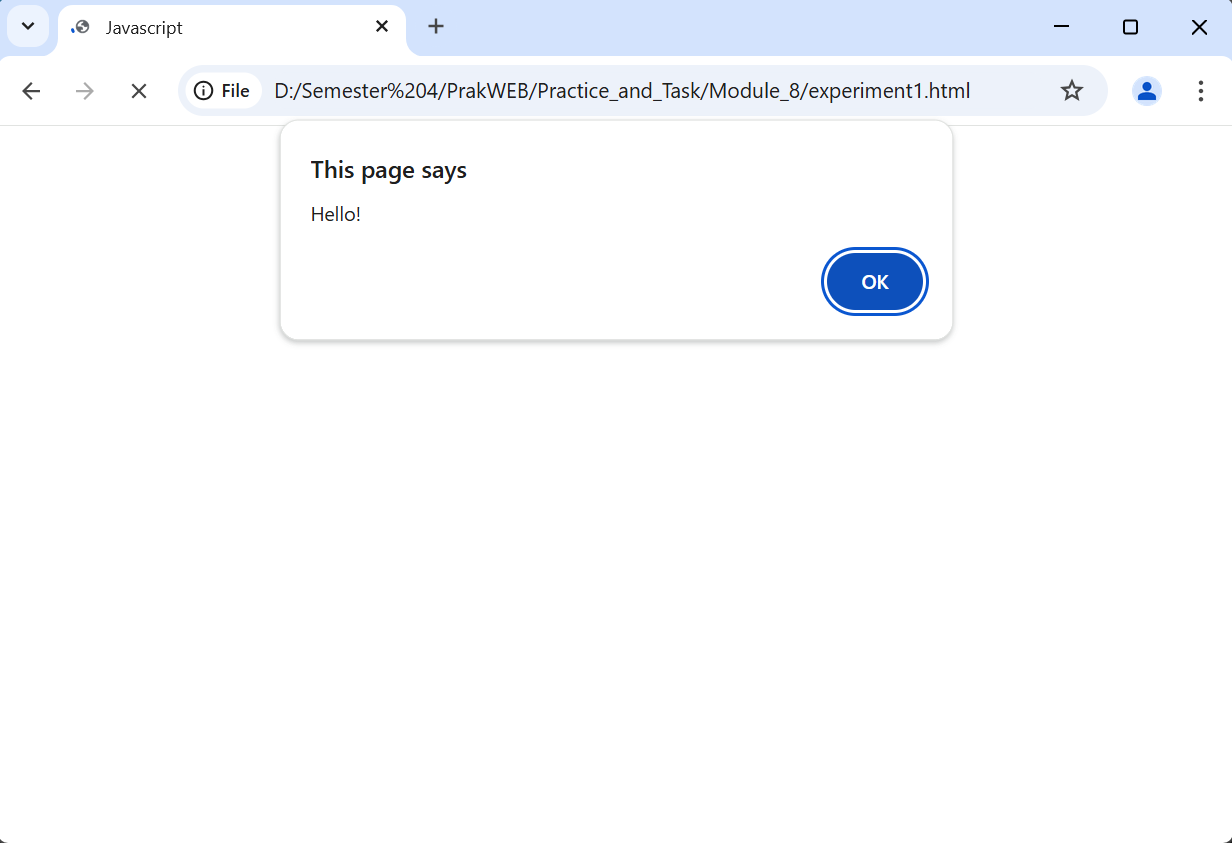 Javascript
File D:/Semester%204/PrakWEB/Practice_and_Task/Module_8/experiment1.html
This page says
Hello!
OK